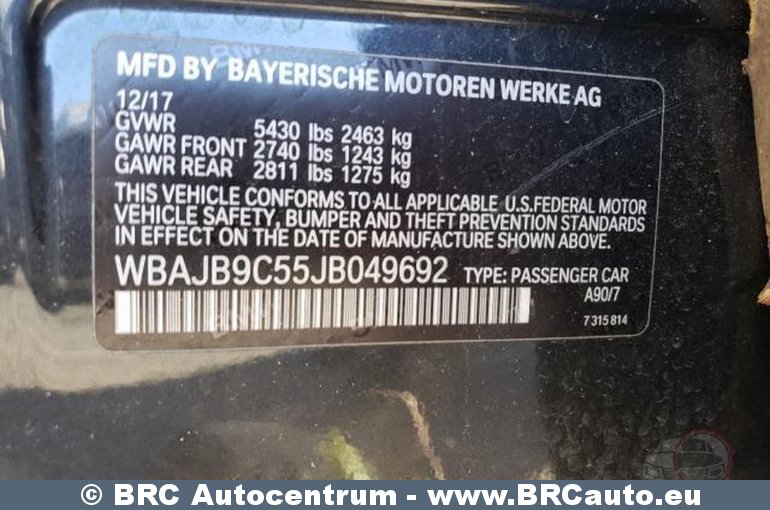 MFD BY BAYERISCHE MOTOREN WERKE AG
12/17
GVWR 5430 lbs 2463 kg
GAWR FRONT 2740 lbs 1243 kg
GAWR REAR 2811 lbs 1275 kg
THIS VEHICLE CONFORMS TO ALL APPLICABLE U.S.FEDERAL MOTOR
VEHICLE SAFETY, BUMPER AND THEFT PREVENTION STANDARDS
IN EFFECT ON THE DATE OF MANUFACTURE SHOWN ABOVE.
WBAJB9C55JB049692 TYPE: PASSENGER CAR
A90/7
7 315 814
© BRC Autocentrum - www.BRCauto.eu